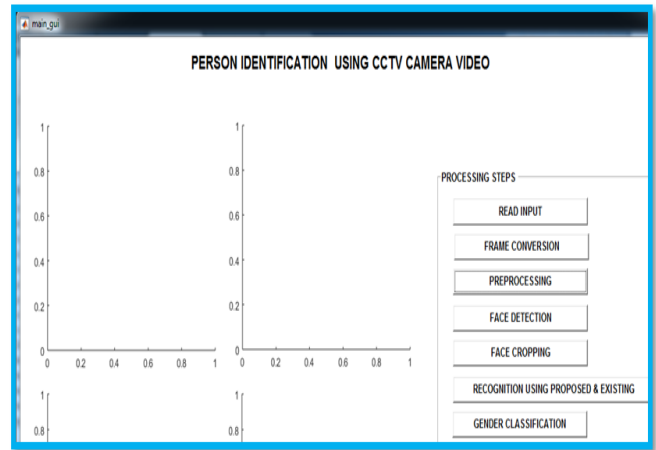 main_gui
PERSON IDENTIFICATION USING CCTV CAMERA VIDEO
1
0.8
0.6
0.4
0.2
0
0 0.2 0.4 0.6 0.8 1
1
0.8
0.6
0.4
0.2
0
0 0.2 0.4 0.6 0.8 1
1
0.8
1
0.8
PROCESSING STEPS
READ INPUT
FRAME CONVERSION
PREPROCESSING
FACE DETECTION
FACE CROPPING
RECOGNITION USING PROPOSED & EXISTING
GENDER CLASSIFICATION